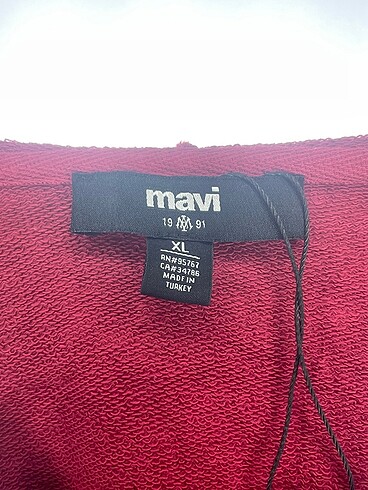 mavi
19 91
XL
RN#95767
CA#34786
MADE IN
TURKEY